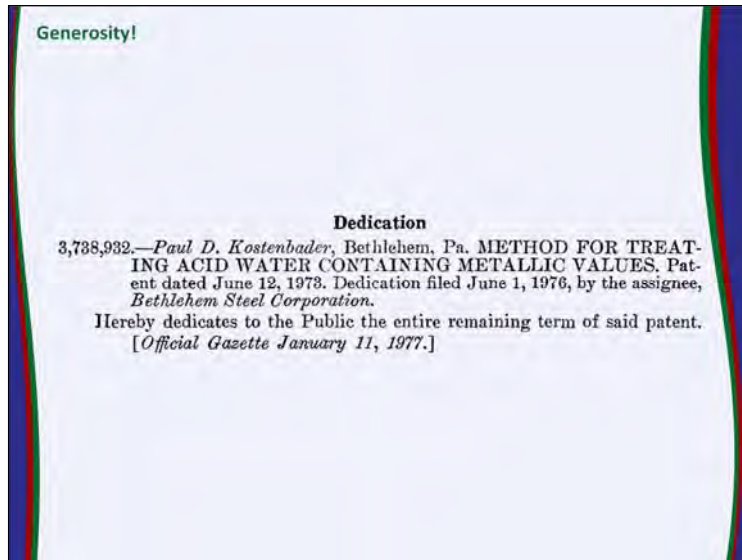 Generosity!
Dedication
3,738,932.—Paul D. Kostenbader, Bethlehem, Pa. METHOD FOR TREAT-
ING ACID WATER CONTAINING METALLIC VALUES. Pat-
ent dated June 12, 1973. Dedication filed June 1, 1976, by the assignee,
Bethlehem Steel Corporation.
Hereby dedicates to the Public the entire remaining term of said patent.
[Official Gazette January 11, 1977.]